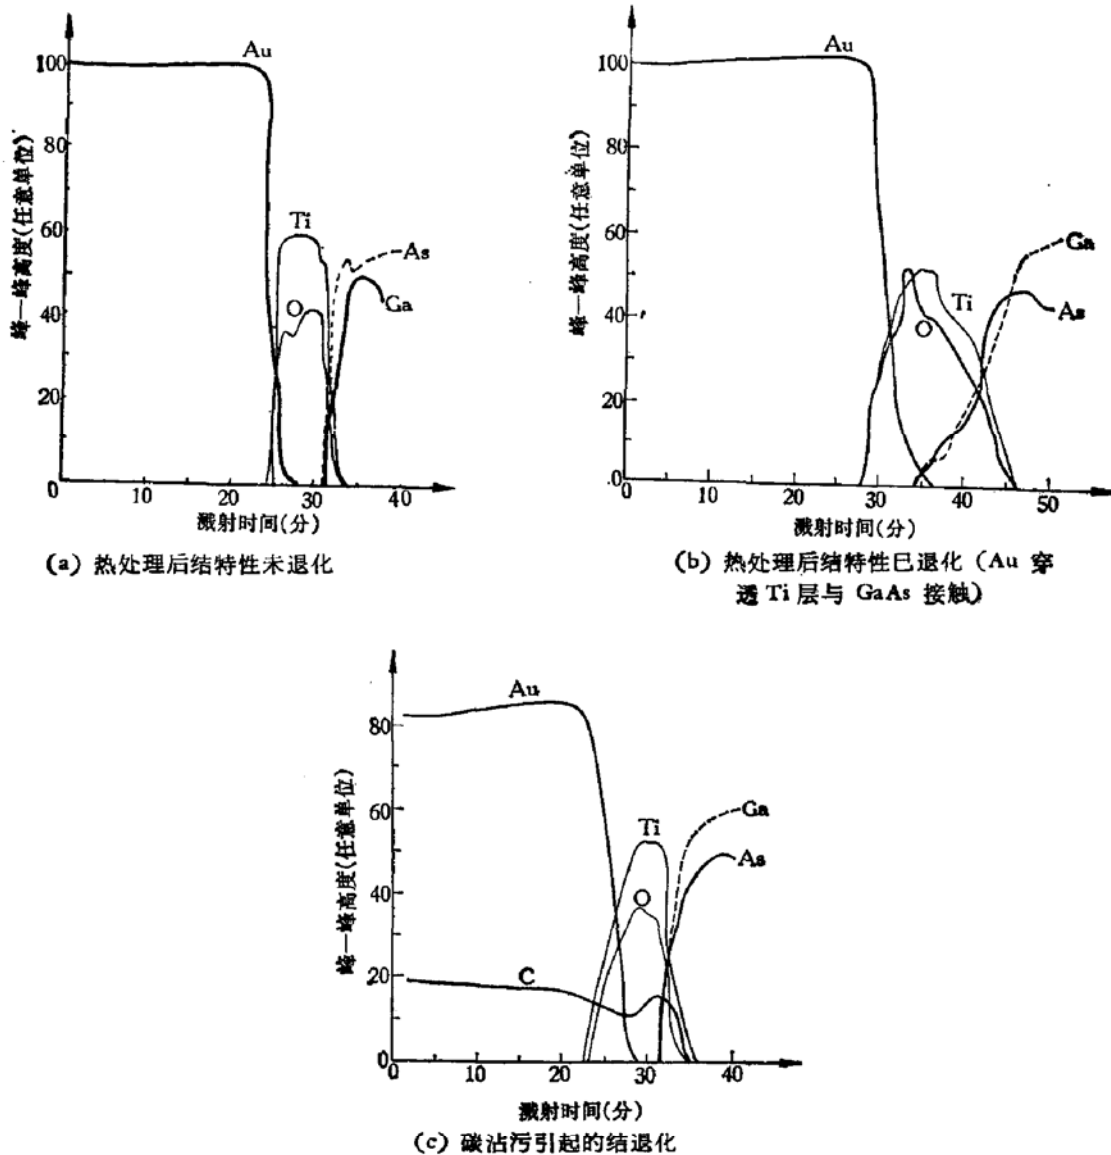 Au
100
80
60
40
20
0
Ti
O
As
Ga
10
20
30
40
峰—峰高度(任意单位)
溅射时间(分)
(a) 热处理后结特性未退化
Au
100
80
60
40
20
0
Ga
Ti
As
O
0
10
20
30
40
50
峰—峰高度(任意单位)
溅射时间(分)
(b) 热处理后结特性已退化(Au 穿
透 Ti 层与 GaAs 接触)
Au
80
60
40
20
0
Ti
O
C
Ga
As
0
10
20
30
40
峰—峰高度(任意单位)
溅射时间(分)
(c) 碳沾污引起的结退化